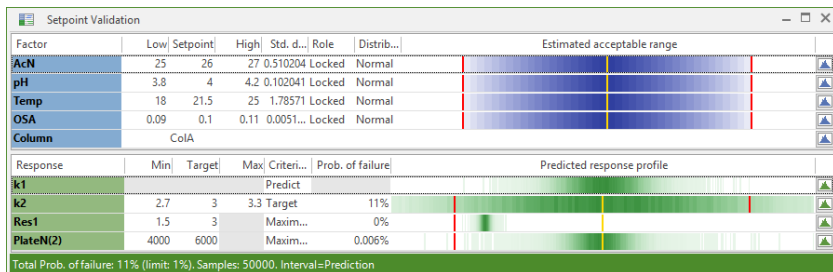 Setpoint Validation
Factor Low Setpoint High Std. d... Role Distrib... Estimated acceptable range
AcN 25 26 27 0.510204 Locked Normal
pH 3.8 4 4.2 0.102041 Locked Normal
Temp 18 21.5 25 1.78571 Locked Normal
OSA 0.09 0.1 0.11 0.0051... Locked Normal
Column ColA
Response Min Target Max Criteri... Prob. of failure Predicted response profile
k1 Predict
k2 2.7 3 3.3 Target 11%
Res1 1.5 3 Maxim... 0%
PlateN(2) 4000 6000 Maxim... 0.006%
Total Prob. of failure: 11% (limit: 1%). Samples: 50000. Interval=Prediction